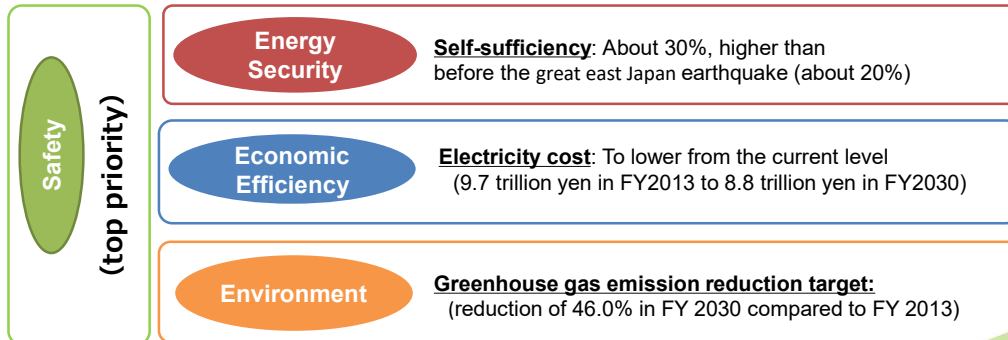 Safety
(top priority)
Energy
Security
Self-sufficiency: About 30%, higher than
before the great east Japan earthquake (about 20%)
Economic
Efficiency
Electricity cost: To lower from the current level
(9.7 trillion yen in FY2013 to 8.8 trillion yen in FY2030)
Environment
Greenhouse gas emission reduction target:
(reduction of 46.0% in FY 2030 compared to FY 2013)